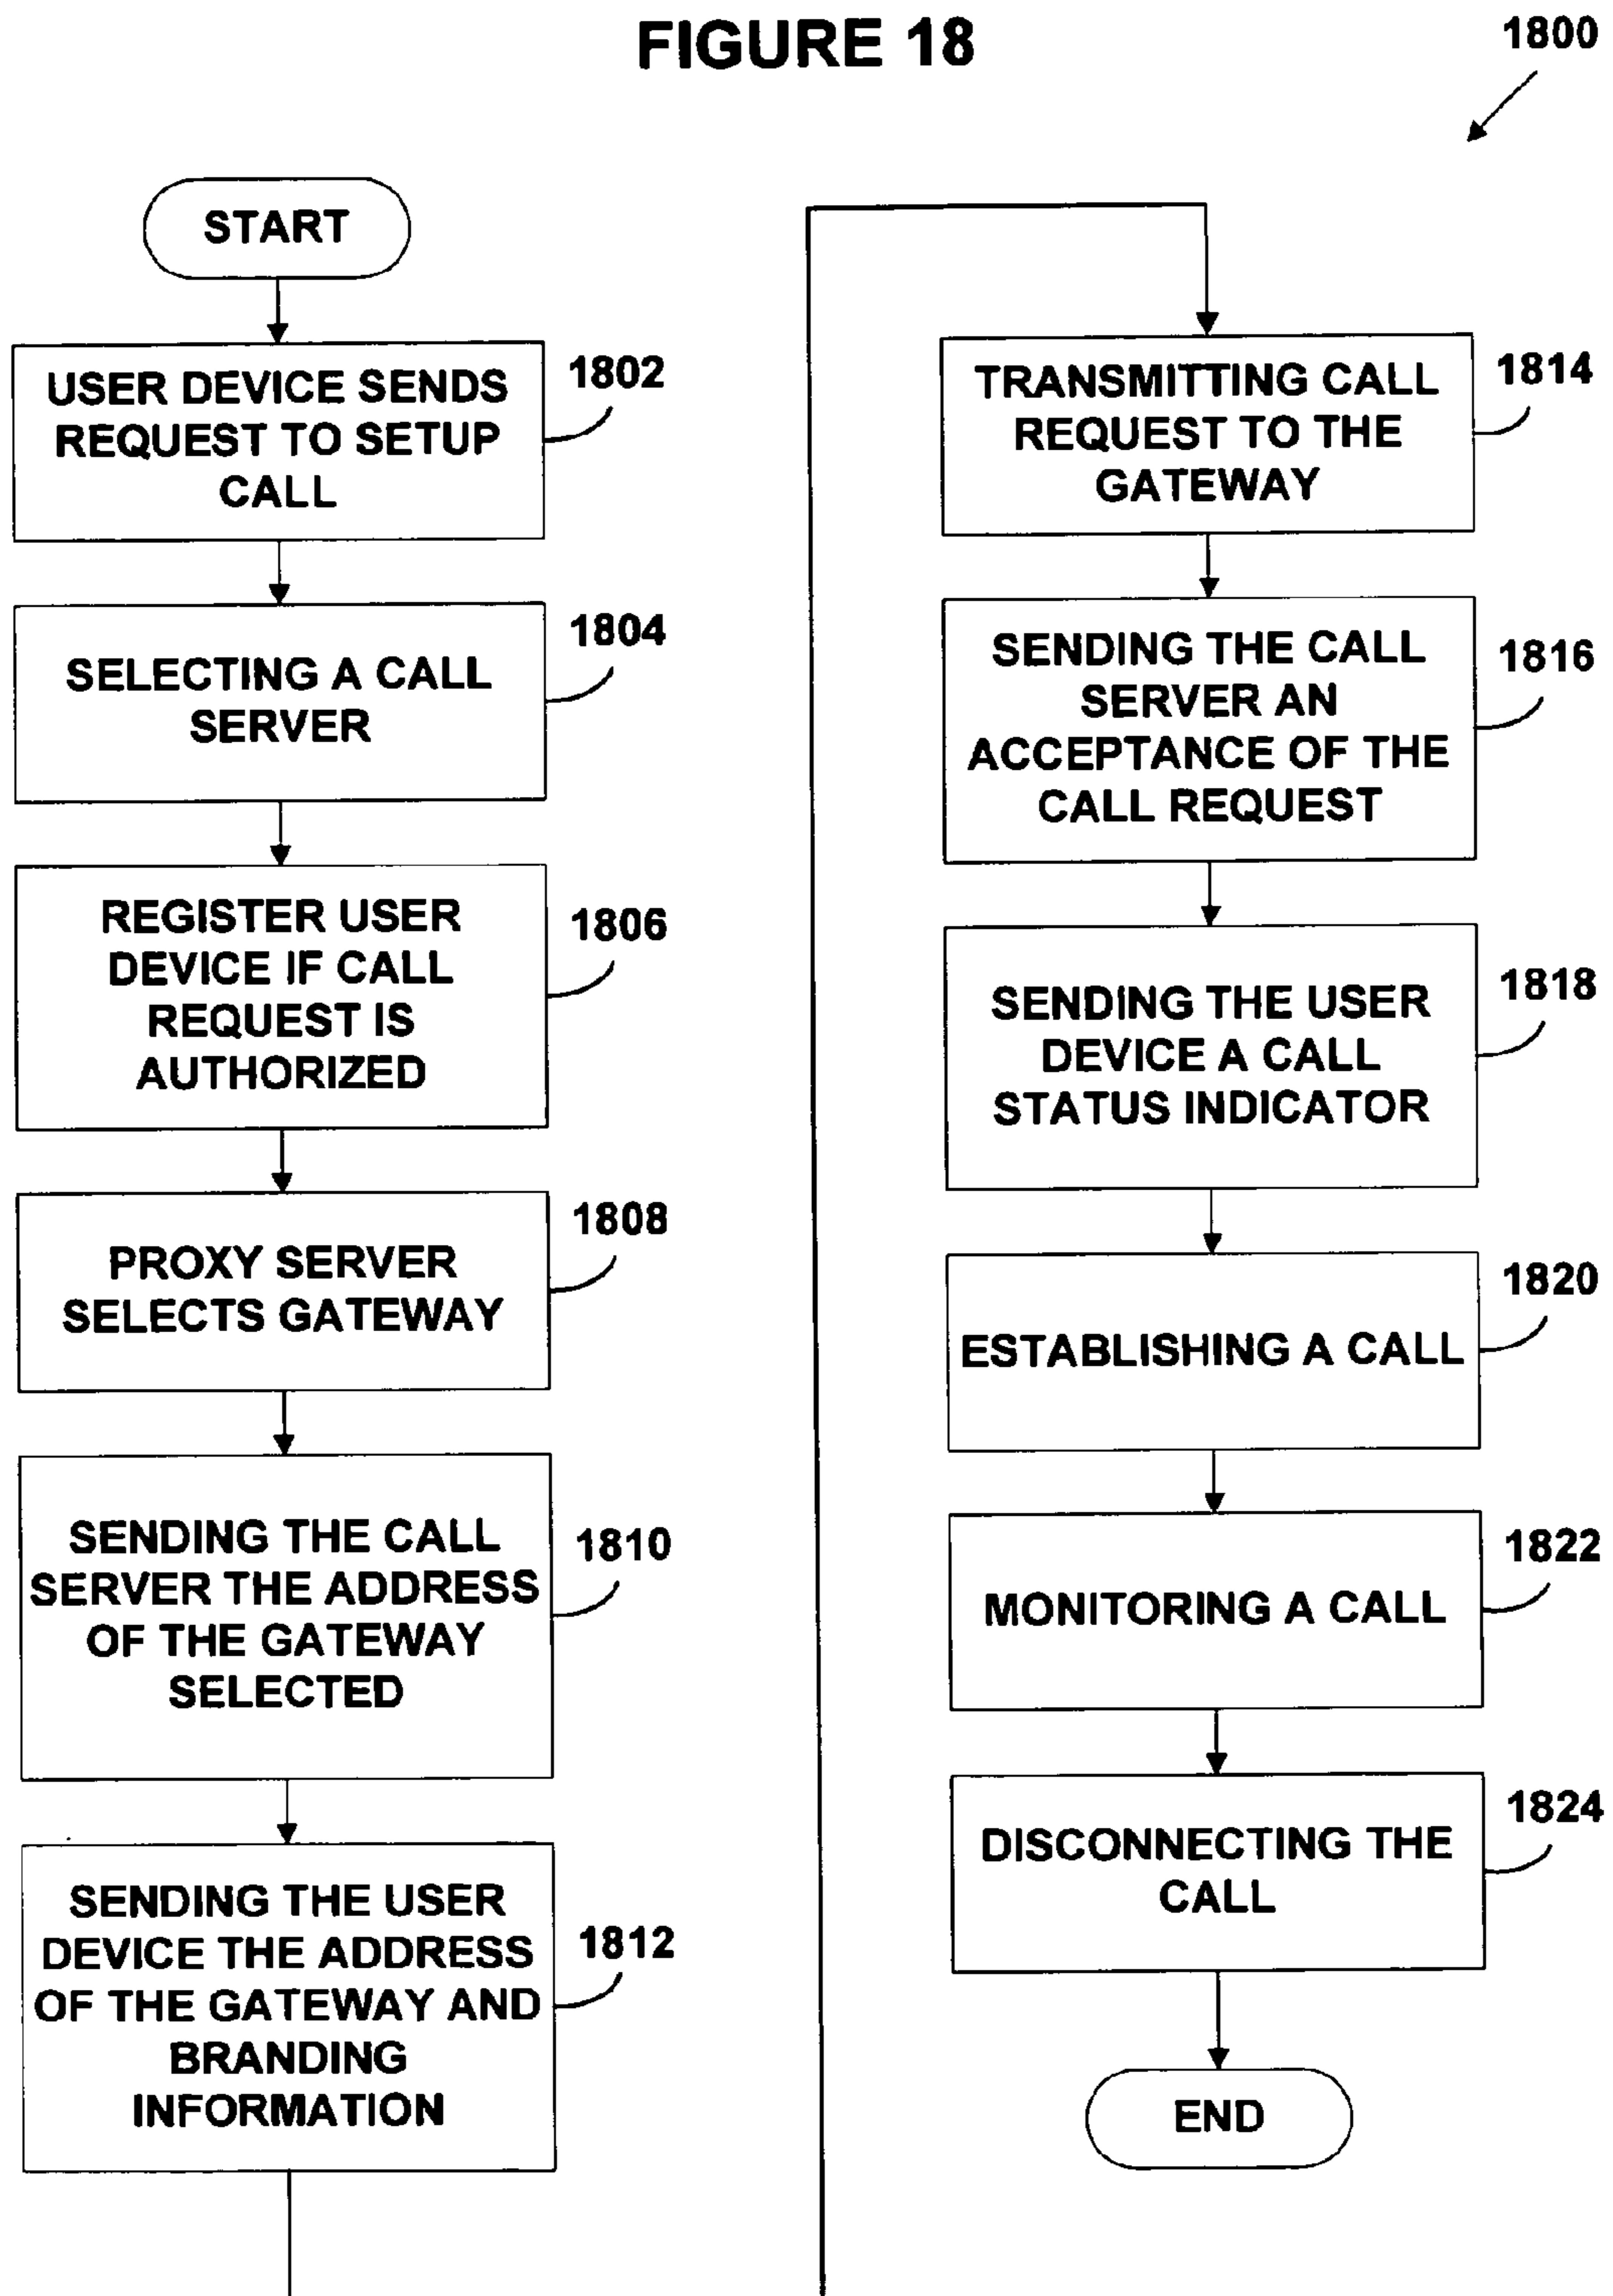 FIGURE 18
1800
START
USER DEVICE SENDS
REQUEST TO SETUP
CALL
1802
SELECTING A CALL
SERVER
1804
REGISTER USER
DEVICE IF CALL
REQUEST IS
AUTHORIZED
1806
PROXY SERVER
SELECTS GATEWAY
1808
SENDING THE CALL
SERVER THE ADDRESS
OF THE GATEWAY
SELECTED
1810
SENDING THE USER
DEVICE THE ADDRESS
OF THE GATEWAY AND
BRANDING
INFORMATION
1812
TRANSMITTING CALL
REQUEST TO THE
GATEWAY
1814
SENDING THE CALL
SERVER AN
ACCEPTANCE OF THE
CALL REQUEST
1816
SENDING THE USER
DEVICE A CALL
STATUS INDICATOR
1818
ESTABLISHING A CALL
1820
MONITORING A CALL
1822
DISCONNECTING THE
CALL
1824
END